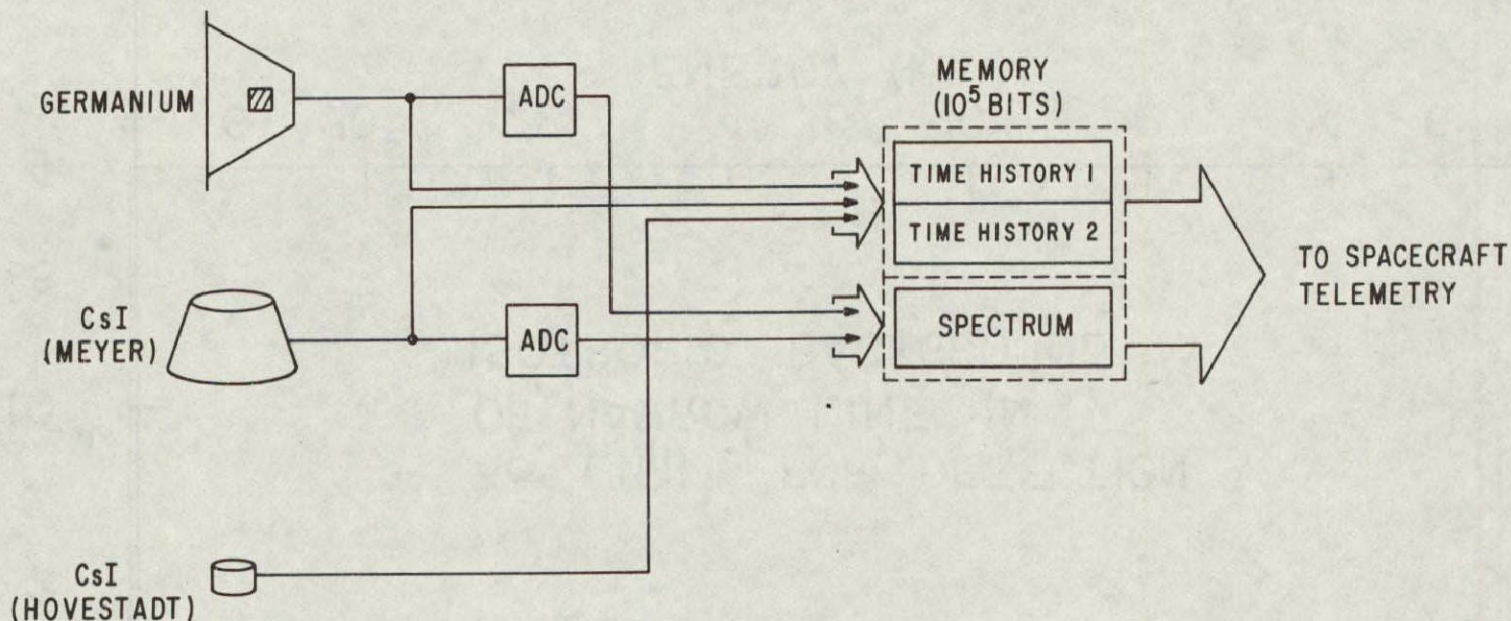 GERMANIUM
ADC
MEMORY
(10⁵ BITS)
TIME HISTORY 1
TIME HISTORY 2
TO SPACECRAFT
TELEMETRY
CsI
(MEYER)
ADC
SPECTRUM
CsI
(HOVESTADT)